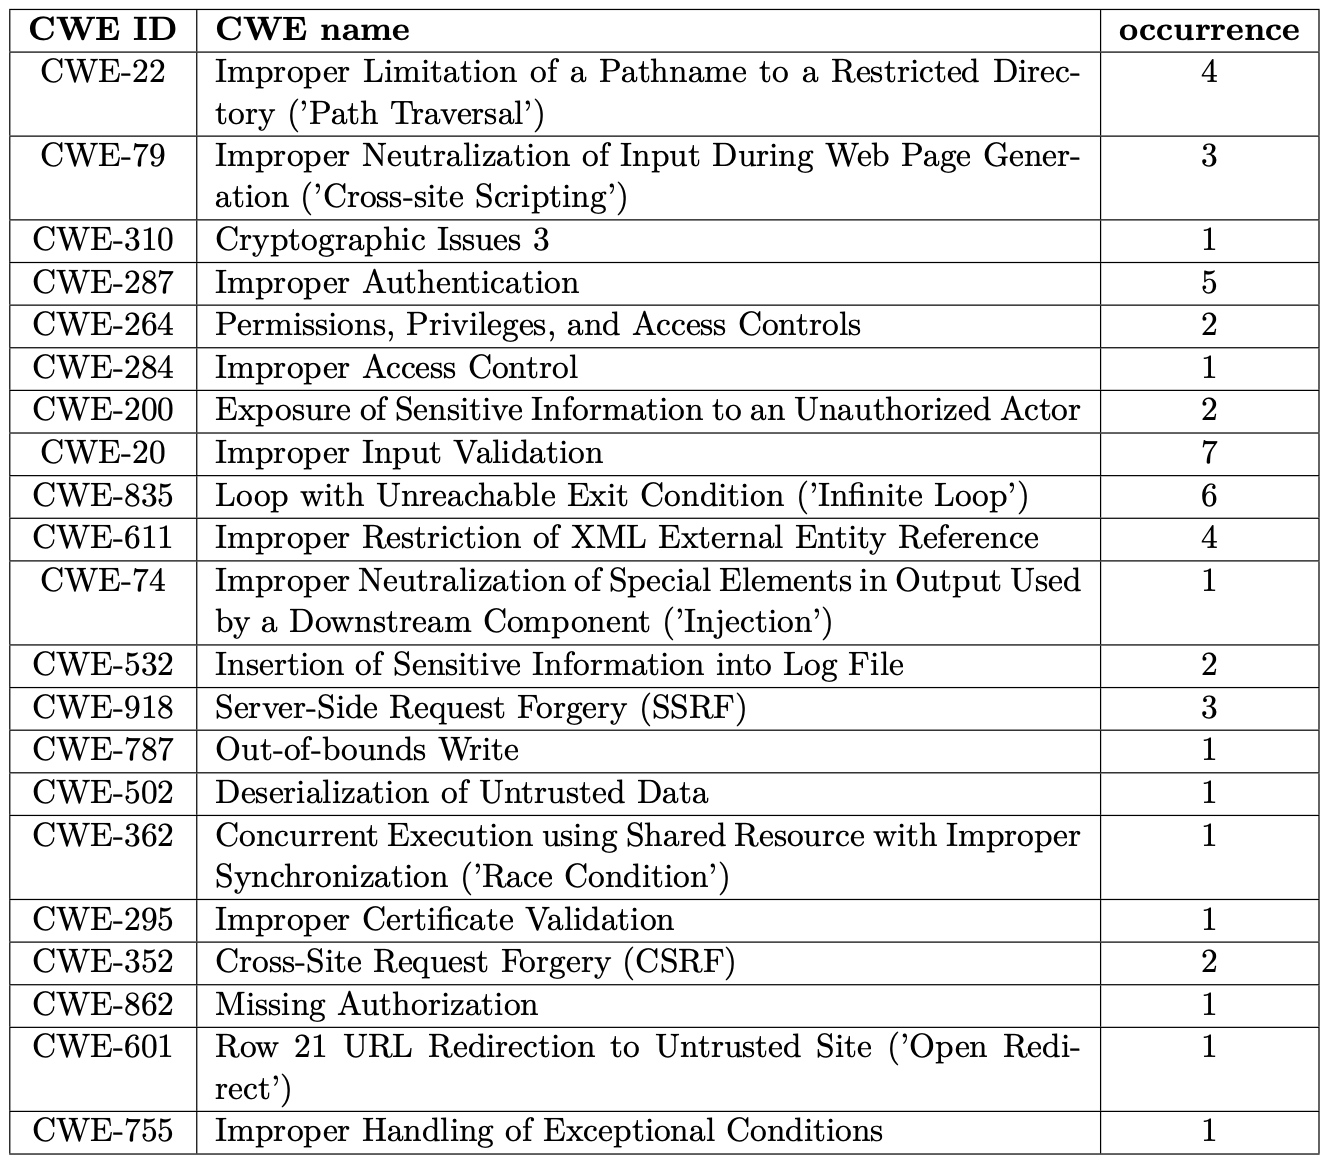 CWE ID CWE name occurrence
CWE-22 Improper Limitation of a Pathname to a Restricted Direc- 4
tory ('Path Traversal')
CWE-79 Improper Neutralization of Input During Web Page Gener- 3
ation ('Cross-site Scripting')
CWE-310 Cryptographic Issues 3 1
CWE-287 Improper Authentication 5
CWE-264 Permissions, Privileges, and Access Controls 2
CWE-284 Improper Access Control 1
CWE-200 Exposure of Sensitive Information to an Unauthorized Actor 2
CWE-20 Improper Input Validation 7
CWE-835 Loop with Unreachable Exit Condition ('Infinite Loop') 6
CWE-611 Improper Restriction of XML External Entity Reference 4
CWE-74 Improper Neutralization of Special Elements in Output Used 1
by a Downstream Component ('Injection')
CWE-532 Insertion of Sensitive Information into Log File 2
CWE-918 Server-Side Request Forgery (SSRF) 3
CWE-787 Out-of-bounds Write 1
CWE-502 Deserialization of Untrusted Data 1
CWE-362 Concurrent Execution using Shared Resource with Improper 1
Synchronization ('Race Condition')
CWE-295 Improper Certificate Validation 1
CWE-352 Cross-Site Request Forgery (CSRF) 2
CWE-862 Missing Authorization 1
CWE-601 Row 21 URL Redirection to Untrusted Site ('Open Redi- 1
rect')
CWE-755 Improper Handling of Exceptional Conditions 1